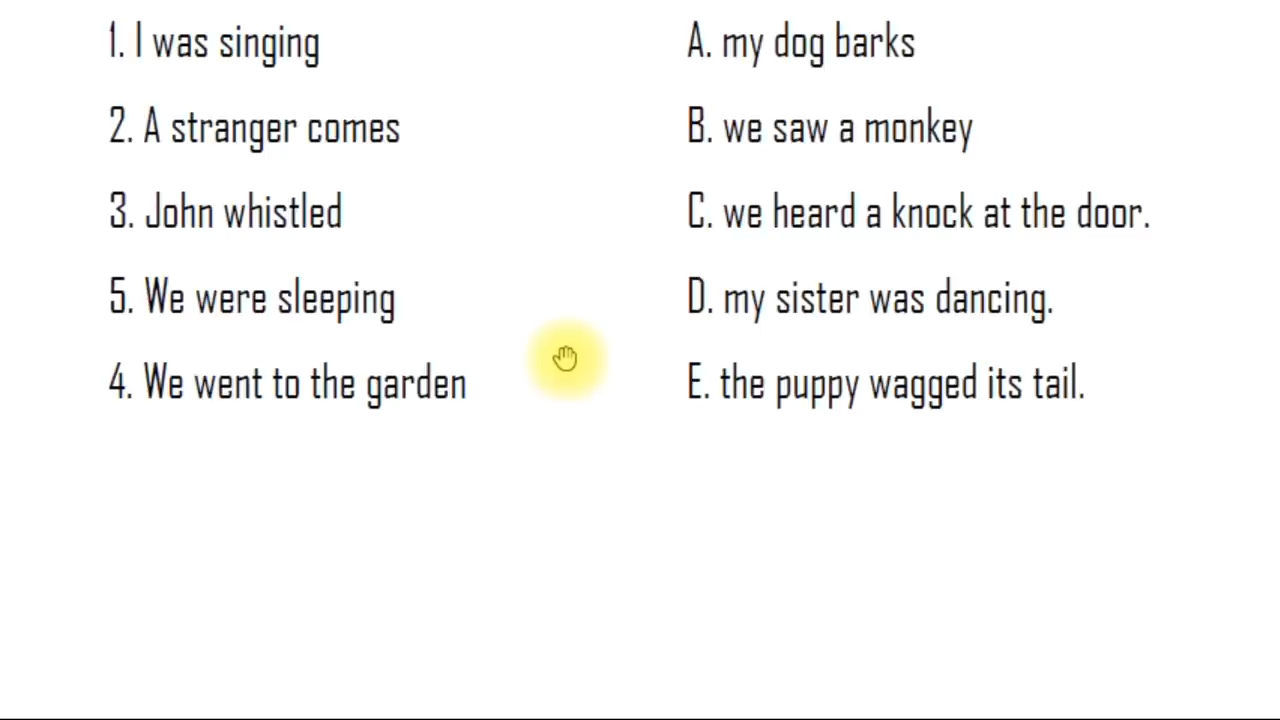 1. I was singing
A. my dog barks
2. A stranger comes
B. we saw a monkey
3. John whistled
C. we heard a knock at the door.
5. We were sleeping
D. my sister was dancing.
4. We went to the garden
E. the puppy wagged its tail.